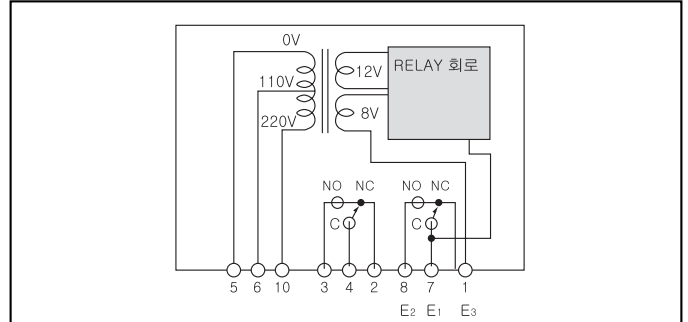 0V
110V
220V
12V
8V
RELAY 회로
NO NC
C
NO NC
C
5 6 10 3 4 2 8 7 1
E2 E1 E3